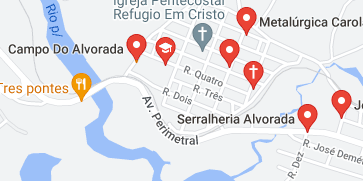 Igreja Pentecostal
Refugio Em Cristo
Metalúrgica Carol
Rio p/
Campo Do Alvorada
R. Quatro
R. Três
R. Dois
Três pontes
Av. Perimetral
Serralheria Alvorada
R. Dez
R. José Demé